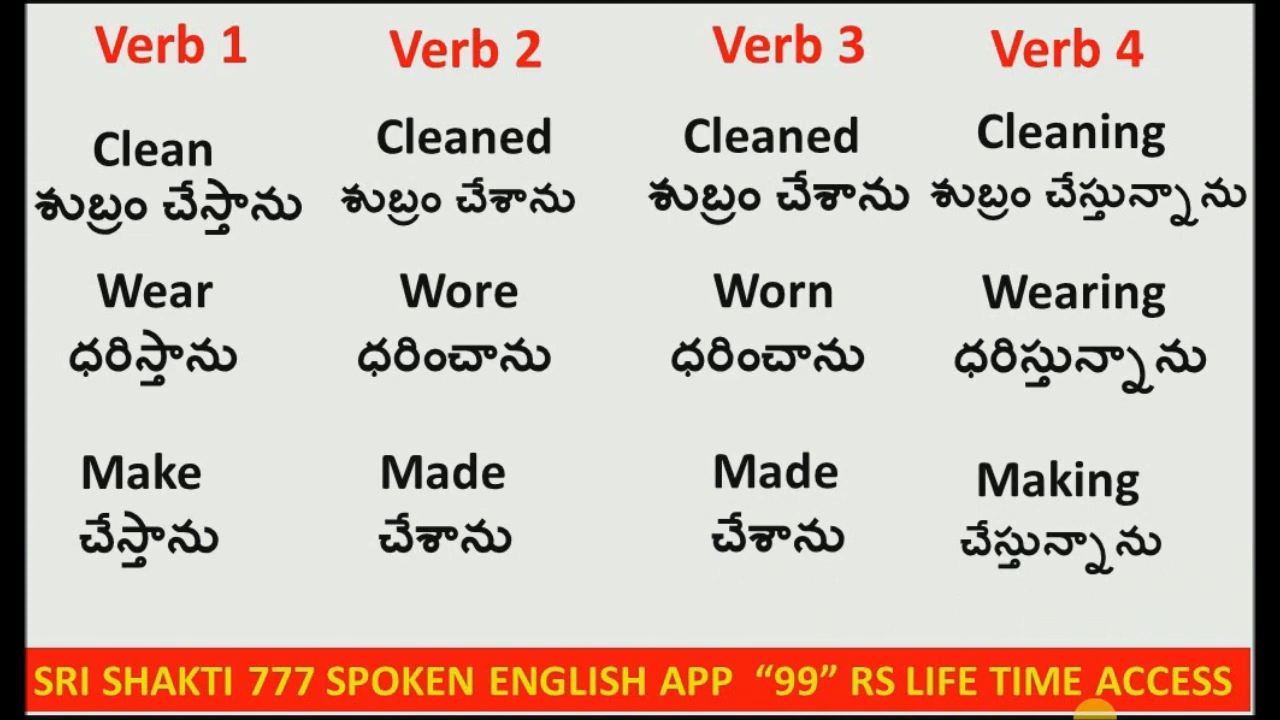 Verb 1 Verb 2 Verb 3 Verb 4
Clean Cleaned Cleaned Cleaning
శుబ్రం చేస్తాను శుబ్రం చేశాను శుబ్రం చేశాను శుబ్రం చేస్తున్నాను
Wear Wore Worn Wearing
ధరిస్తాను ధరించాను ధరించాను ధరిస్తున్నాను
Make Made Made Making
చేస్తాను చేశాను చేశాను చేస్తున్నాను
SRI SHAKTI 777 SPOKEN ENGLISH APP “99” RS LIFE TIME ACCESS